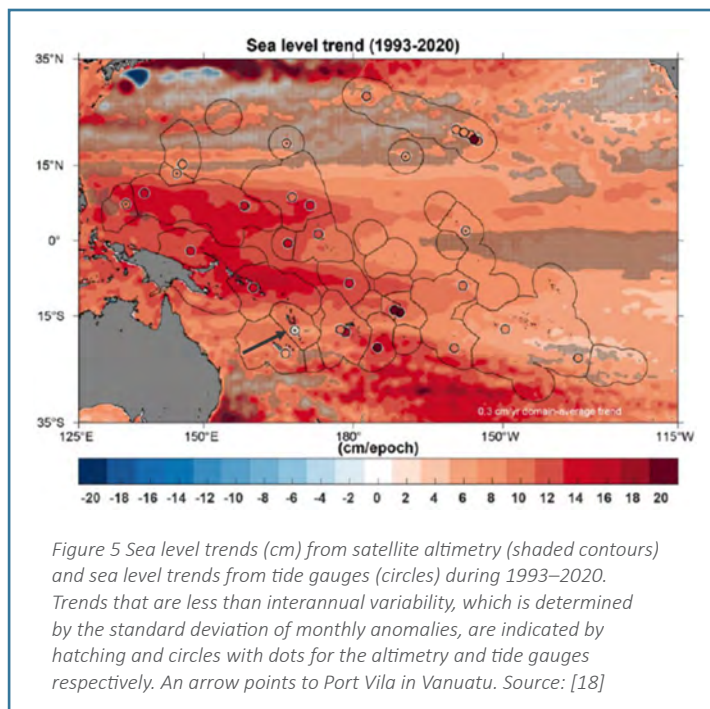 Sea level trend (1993-2020)
35°N
15°N
0°
15°S
35°S
0.3 cm/yr domain-average trend
125°E 150°E 180°E 150°W 115°W
(cm/epoch)
-20 -18 -16 -14 -12 -10 -8 -6 -4 -2 0 2 4 6 8 10 12 14 16 18 20
Figure 5 Sea level trends (cm) from satellite altimetry (shaded contours)
and sea level trends from tide gauges (circles) during 1993–2020.
Trends that are less than interannual variability, which is determined
by the standard deviation of monthly anomalies, are indicated by
hatching and circles with dots for the altimetry and tide gauges
respectively. An arrow points to Port Vila in Vanuatu. Source: [18]